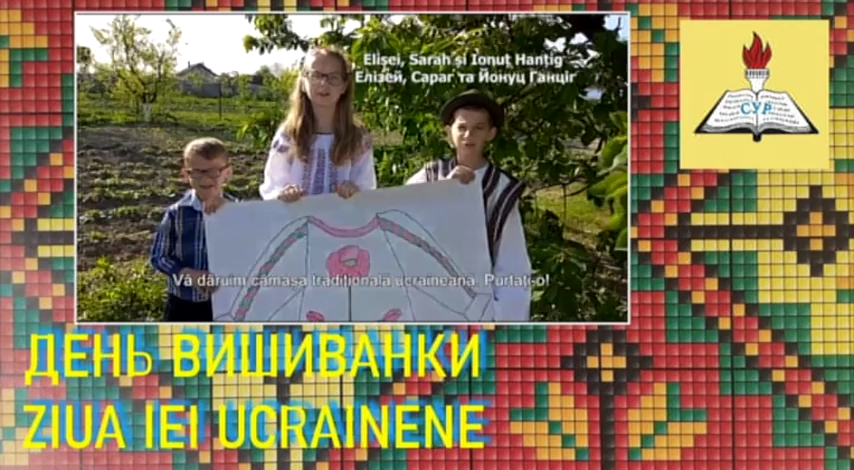 Elisei, Sarah și Ionuț Hanțig
Елізей, Сараг та Йонуц Ганціг
СУР
Vă dăruim cămașa tradițională ucraineană. Purtați-o!
ДЕНЬ ВИШИВАНКИ
ZIUA IEI UCRAINENE